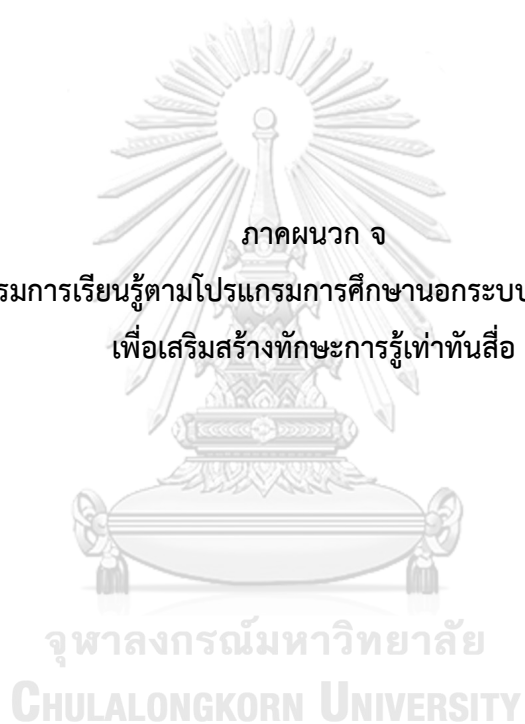 ภาคผนวก จ
รมการเรียนรู้ตามโปรแกรมการศึกษานอกระบบ
เพื่อเสริมสร้างทักษะการรู้เท่าทันสื่อ
จุฬาลงกรณ์มหาวิทยาลัย
CHULALONGKORN UNIVERSITY